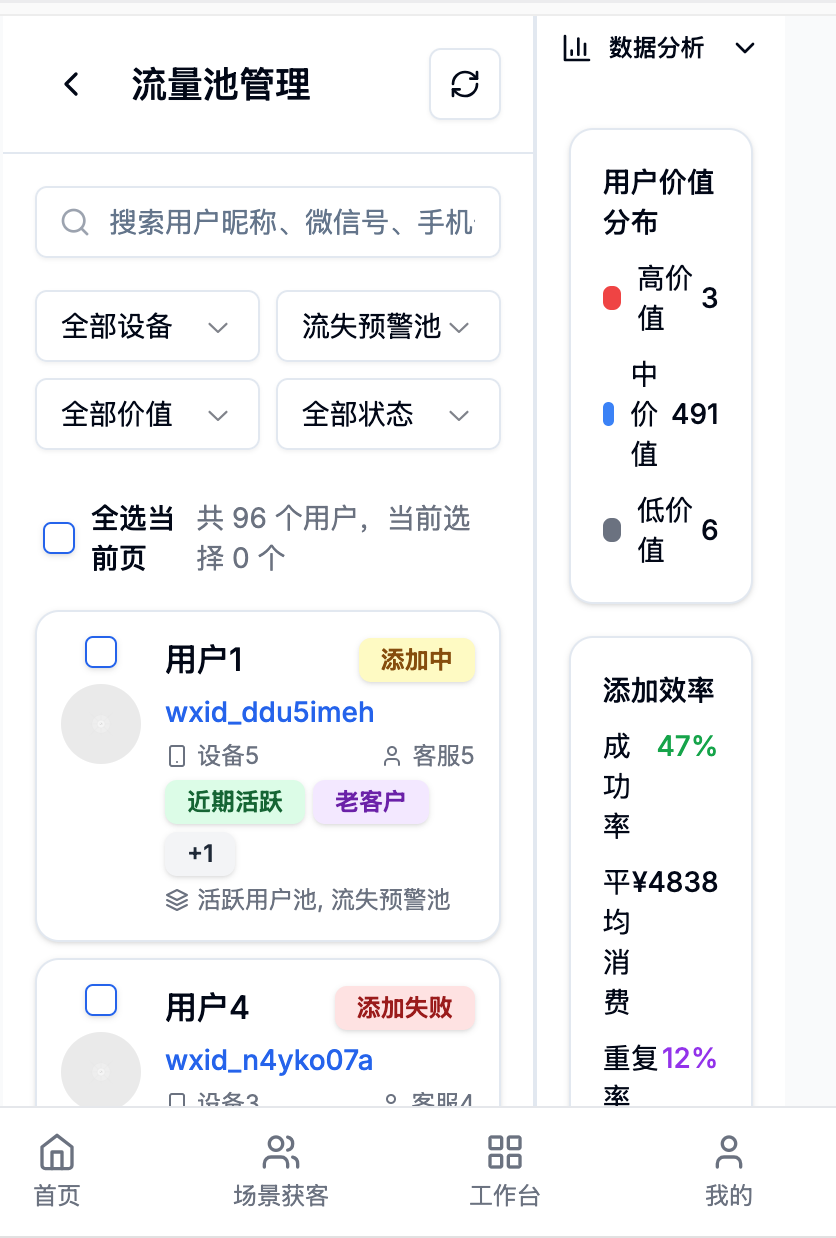 流量池管理
搜索用户昵称、微信号、手机
全部设备
流失预警池
全部价值
全部状态
全选当
前页
共 96 个用户，当前选
择 0 个
用户1
添加中
wxid_ddu5imeh
设备5
客服5
近期活跃
老客户
+1
活跃用户池, 流失预警池
用户4
添加失败
wxid_n4yko07a
设备3
客服4
数据分析
用户价值
分布
高价
值
3
中
价
值
491
低价
值
6
添加效率
成
功
率
47%
平
均
消
费
¥4838
重复
率
12%
首页
场景获客
工作台
我的